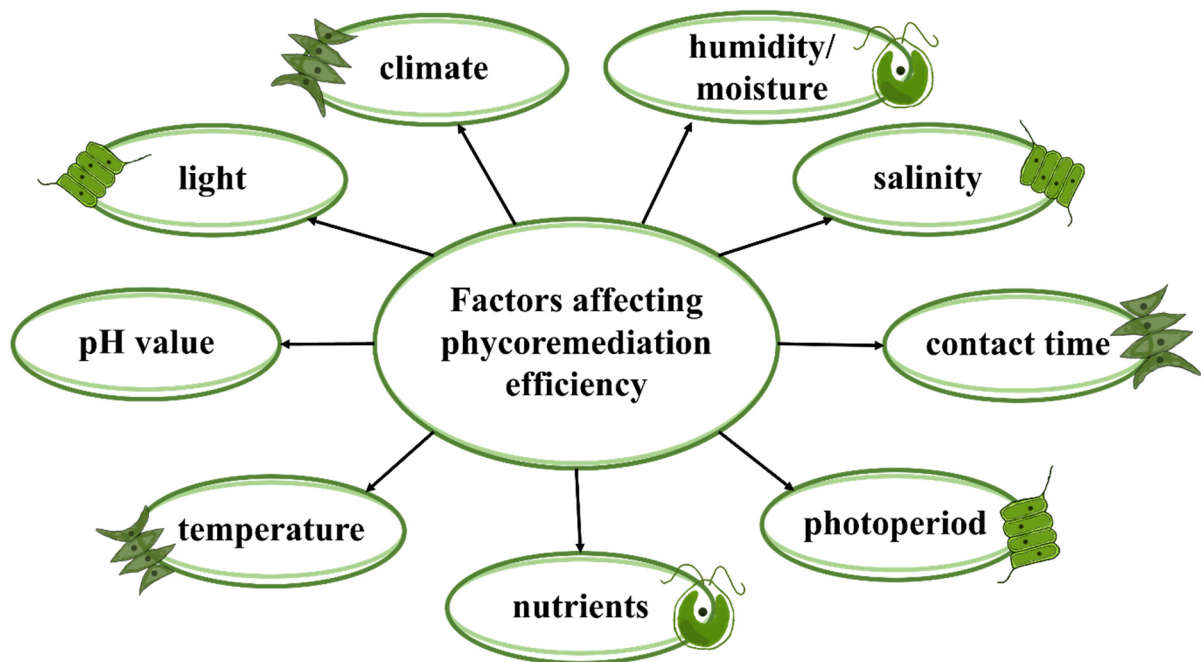 climate
humidity/
moisture
light
salinity
Factors affecting
phycoremediation
efficiency
pH value
contact time
temperature
photoperiod
nutrients